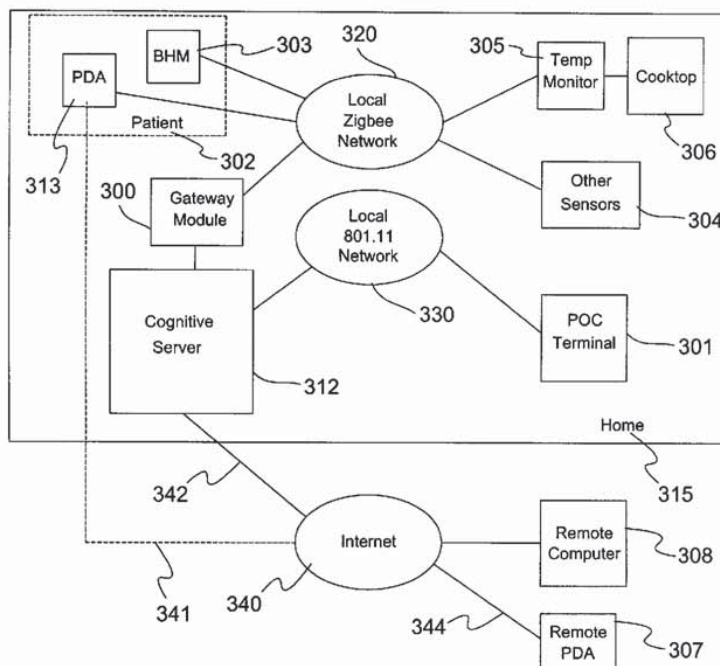 303
BHM
PDA
320
305
Temp
Monitor
Cooktop
Local
Zigbee
Network
Patient
313
302
306
300
Gateway
Module
Other
Sensors
304
Local
801.11
Network
330
Cognitive
Server
312
POC
Terminal
301
Home
315
342
Internet
340
341
Remote
Computer
308
344
Remote
PDA
307